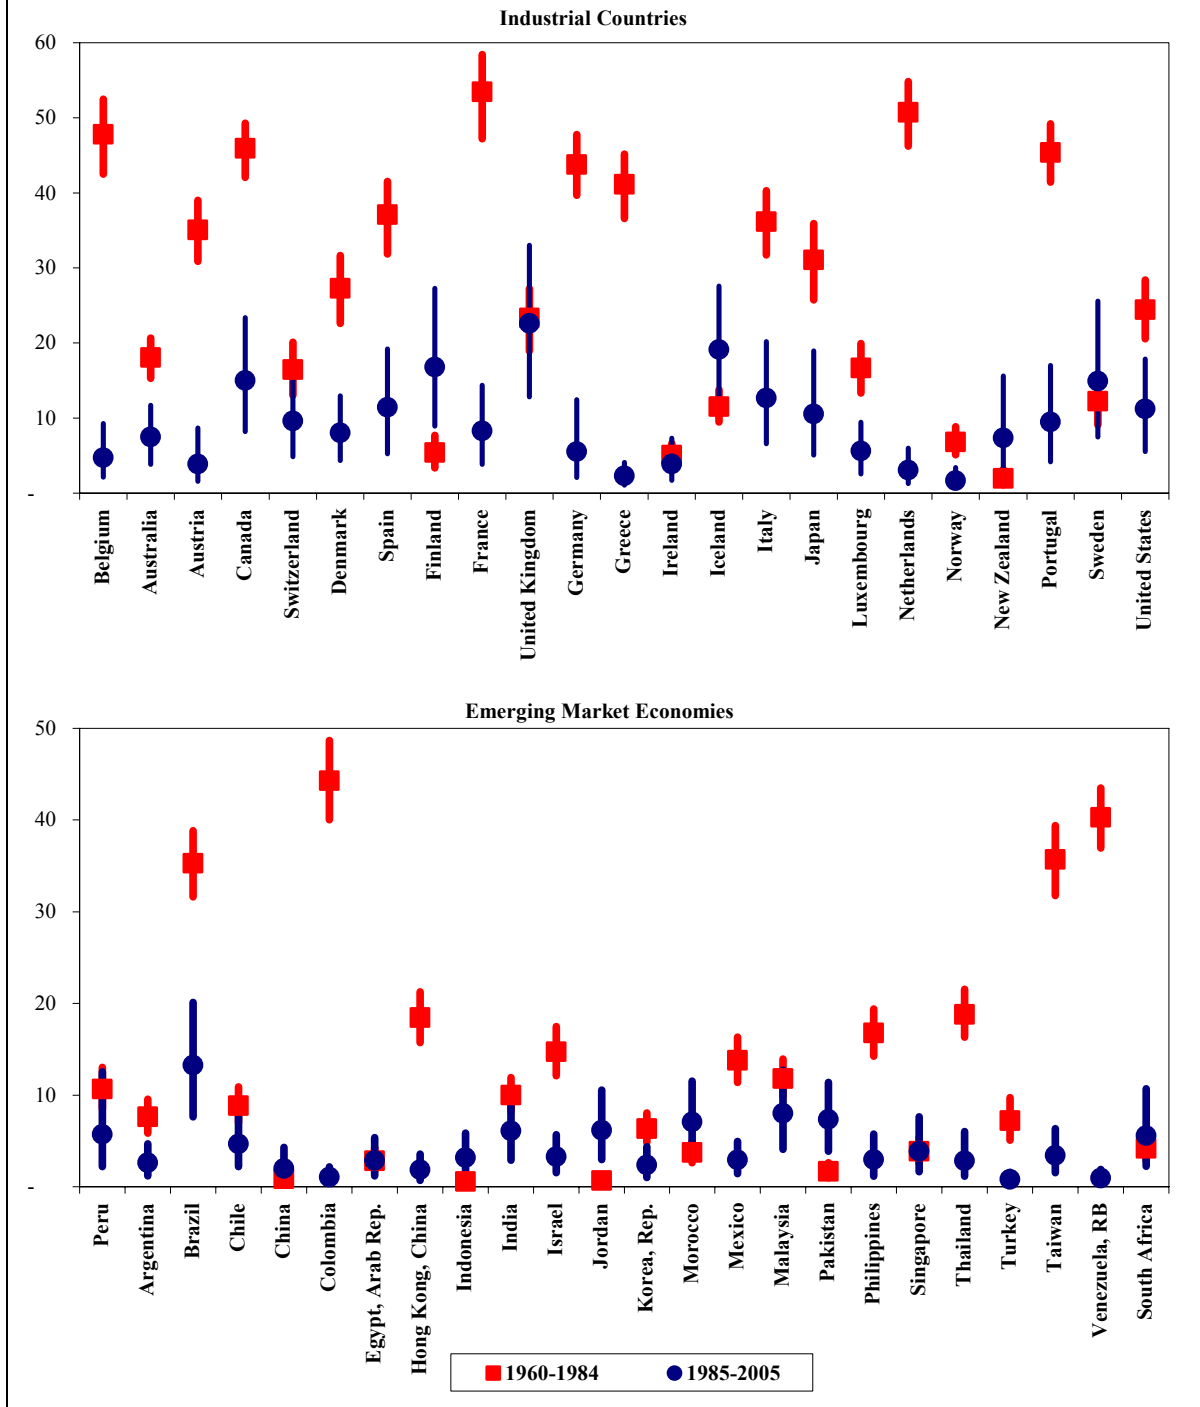 Industrial Countries
60
50
40
30
20
10
-
Belgium
Australia
Austria
Canada
Switzerland
Denmark
Spain
Finland
France
United Kingdom
Germany
Greece
Ireland
Iceland
Italy
Japan
Luxembourg
Netherlands
Norway
New Zealand
Portugal
Sweden
United States
Emerging Market Economies
50
40
30
20
10
-
Peru
Argentina
Brazil
Chile
China
Colombia
Egypt, Arab Rep.
Hong Kong, China
Indonesia
India
Israel
Jordan
Korea, Rep.
Morocco
Mexico
Malaysia
Pakistan
Philippines
Singapore
Thailand
Turkey
Taiwan
Venezuela, RB
South Africa
1960-1984
1985-2005